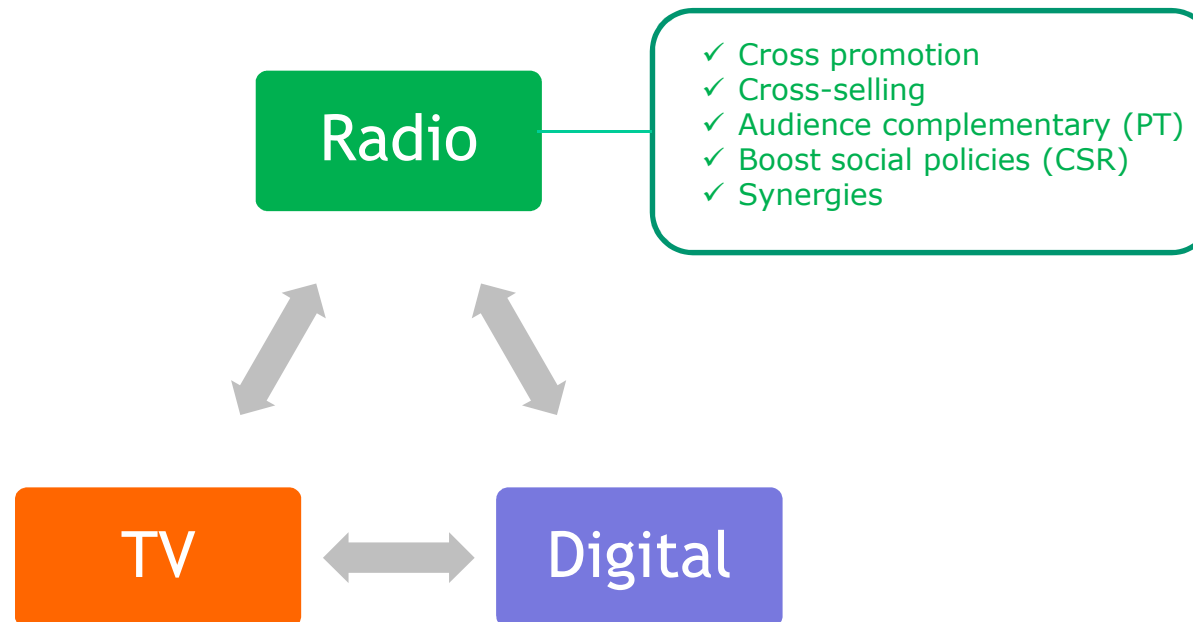 Radio
✓ Cross promotion
✓ Cross-selling
✓ Audience complementary (PT)
✓ Boost social policies (CSR)
✓ Synergies
TV
Digital